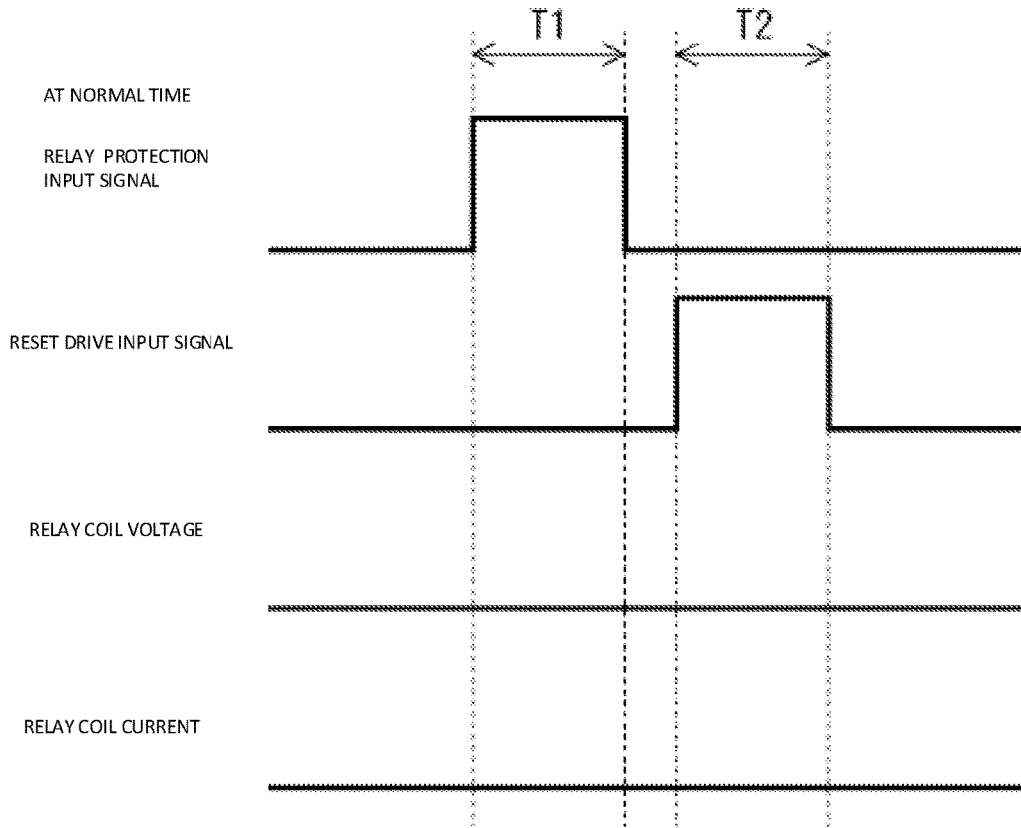 T1
T2
AT NORMAL TIME
RELAY PROTECTION
INPUT SIGNAL
RESET DRIVE INPUT SIGNAL
RELAY COIL VOLTAGE
RELAY COIL CURRENT